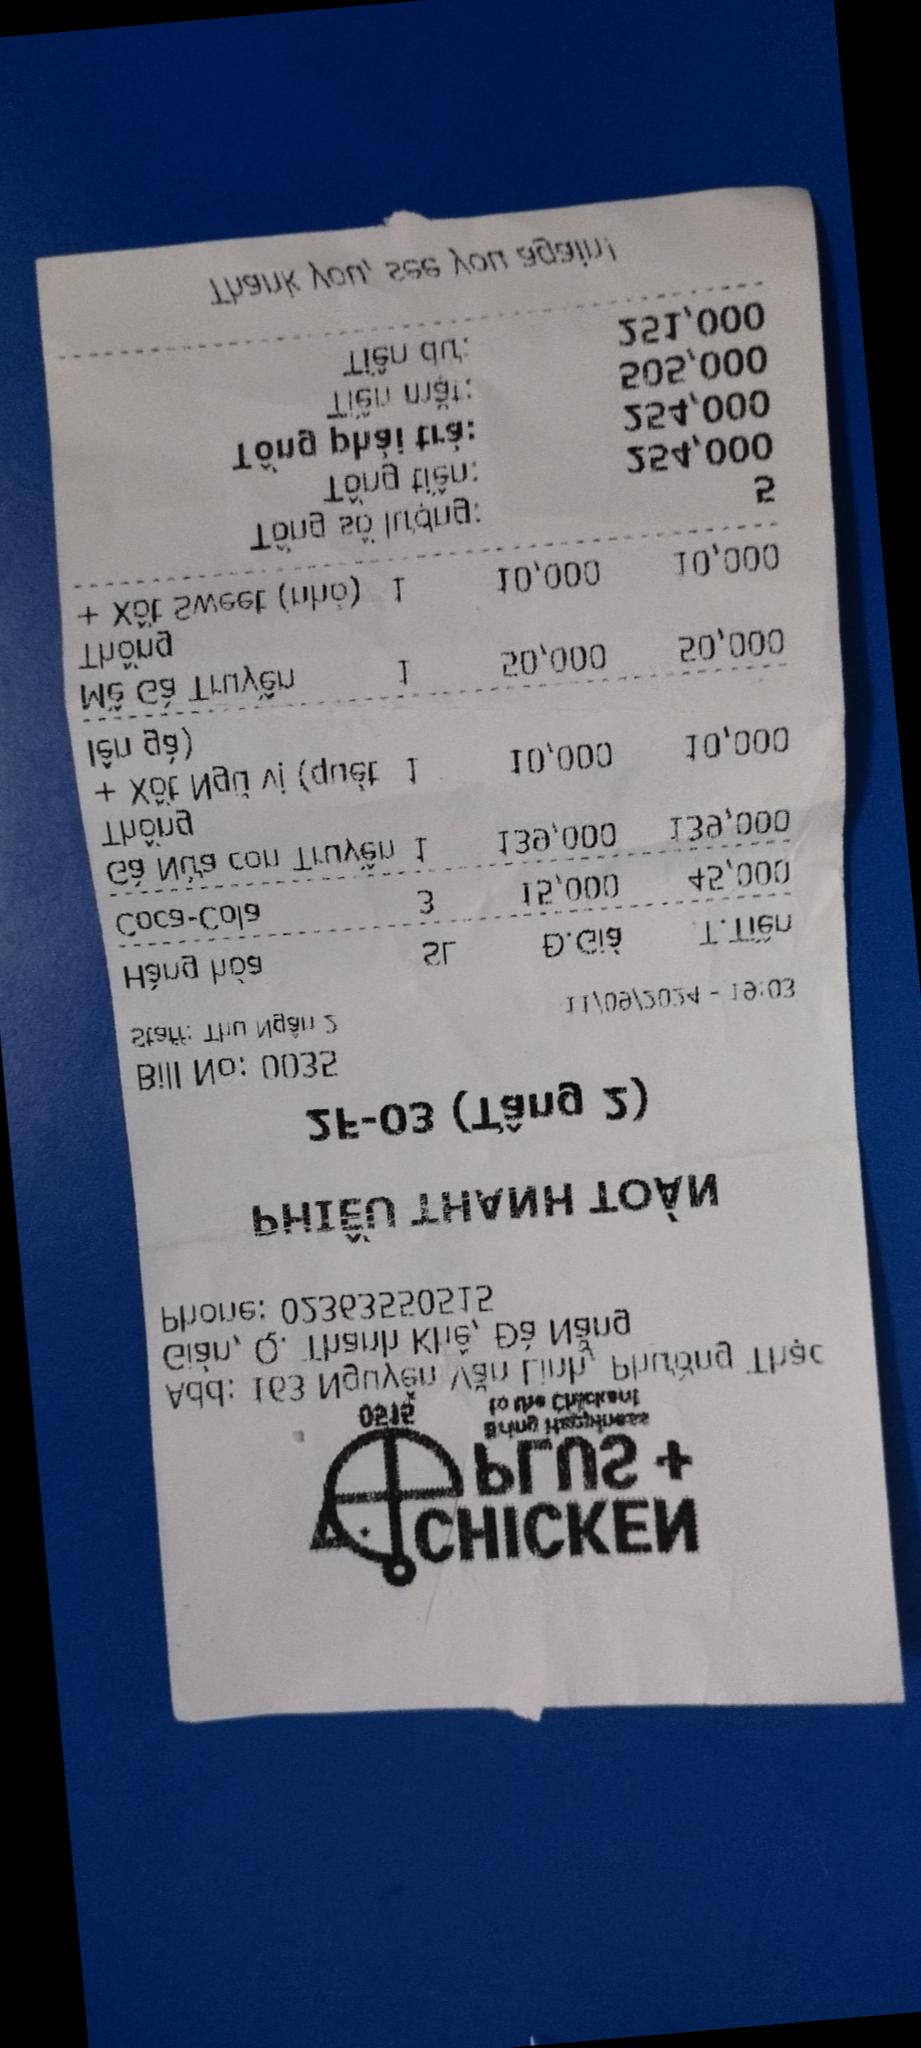 CHICKEN
PLUS +
Bring Happiness
to the Chickent
0515
Add: 163 Nguyễn Văn Linh, Phường Thạc
Gián, Q. Thanh Khê, Đà Nẵng
Phone: 02363550515
PHIẾU THANH TOÁN
2F-03 (Tầng 2)
Bill No: 0035
Staff: Thu Ngân 2 11/09/2024 - 19:03
Hàng hóa SL Đ.Giá T.Tiền
Coca-Cola 3 15,000 45,000
Gà Nửa con Truyền 1 139,000 139,000
Thống
+ Xốt Ngũ vị (quết 1 10,000 10,000
lên gà)
Mề Gà Truyền 1 50,000 50,000
Thống
+ Xốt Sweet (nhỏ) 1 10,000 10,000
Tổng số lượng: 5
Tổng tiền: 254,000
Tổng phải trả: 254,000
Tiền mặt: 505,000
Tiền dư: 251,000
Thank you, see you again!